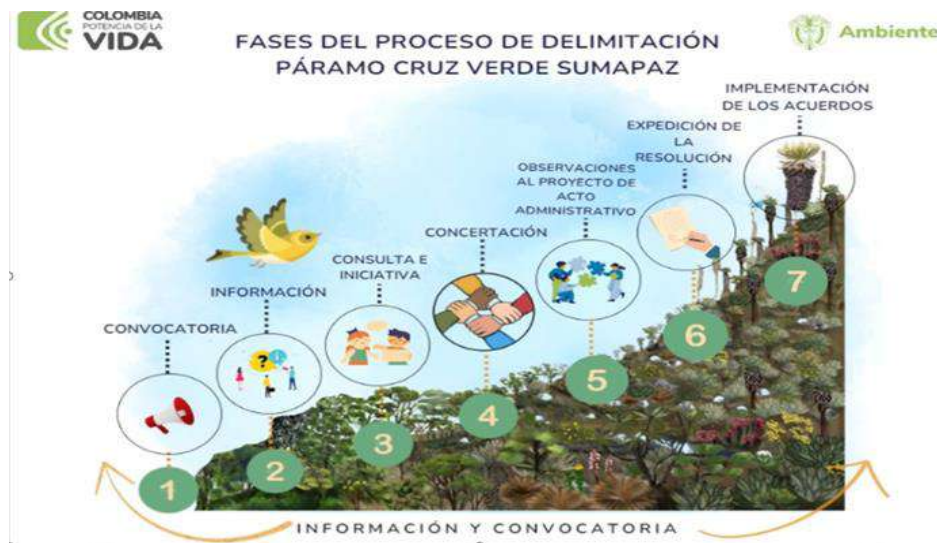 COLOMBIA
POTENCIA DE LA
VIDA
Ambiente
FASES DEL PROCESO DE DELIMITACIÓN
PÁRAMO CRUZ VERDE SUMAPAZ
CONVOCATORIA
1
INFORMACIÓN
2
CONSULTA E
INICIATIVA
3
CONCERTACIÓN
4
OBSERVACIONES
AL PROYECTO DE
ACTO
ADMINISTRATIVO
5
EXPEDICIÓN DE
LA
RESOLUCIÓN
6
IMPLEMENTACIÓN
DE LOS ACUERDOS
7
INFORMACIÓN Y CONVOCATORIA